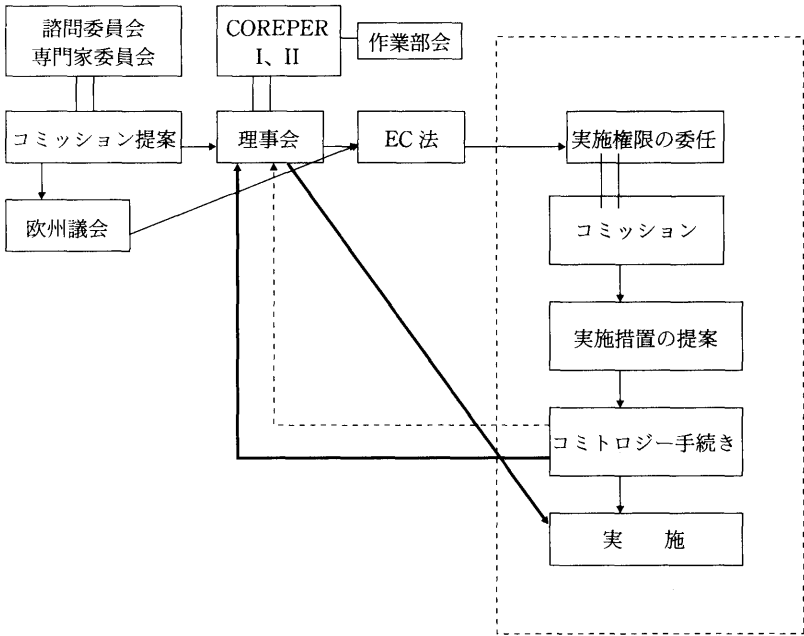 諮問委員会
専門家委員会
COREPER
I、II
作業部会
コミッション提案
理事会
EC 法
実施権限の委任
欧州議会
コミッション
実施措置の提案
コミトロジー手続き
実　　施